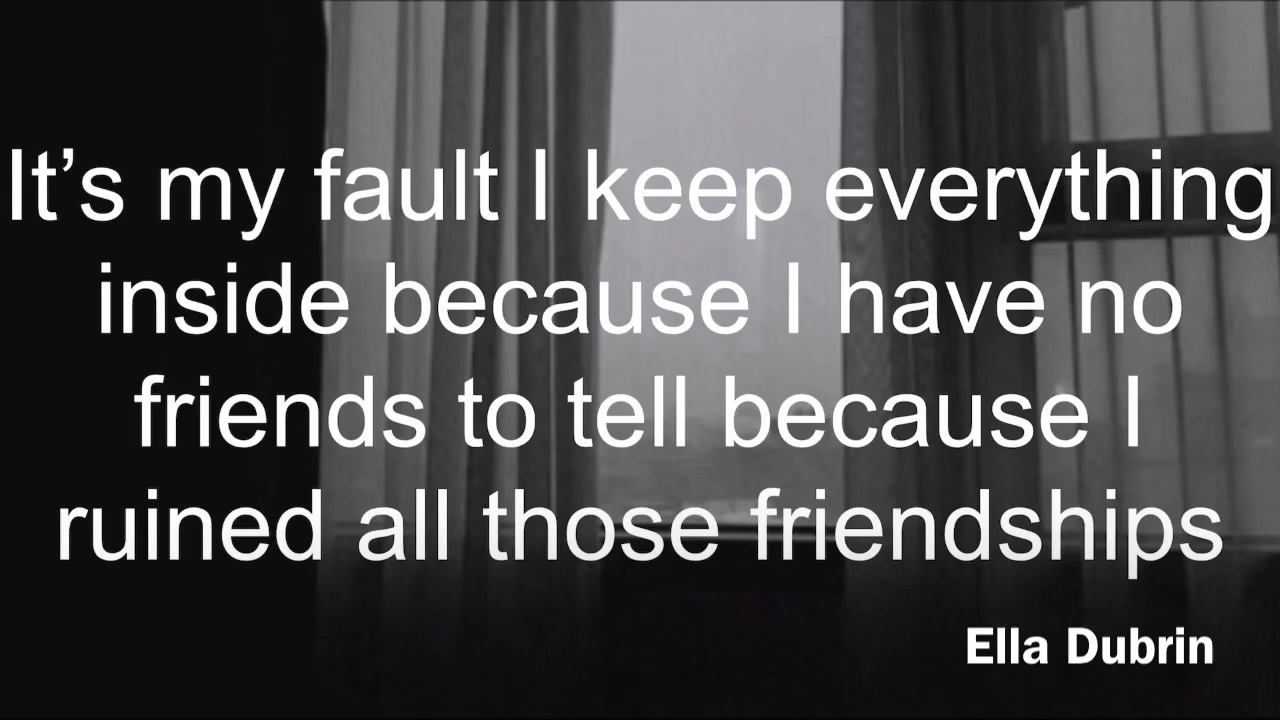 It’s my fault I keep everything
inside because I have no
friends to tell because I
ruined all those friendships
Ella Dubrin